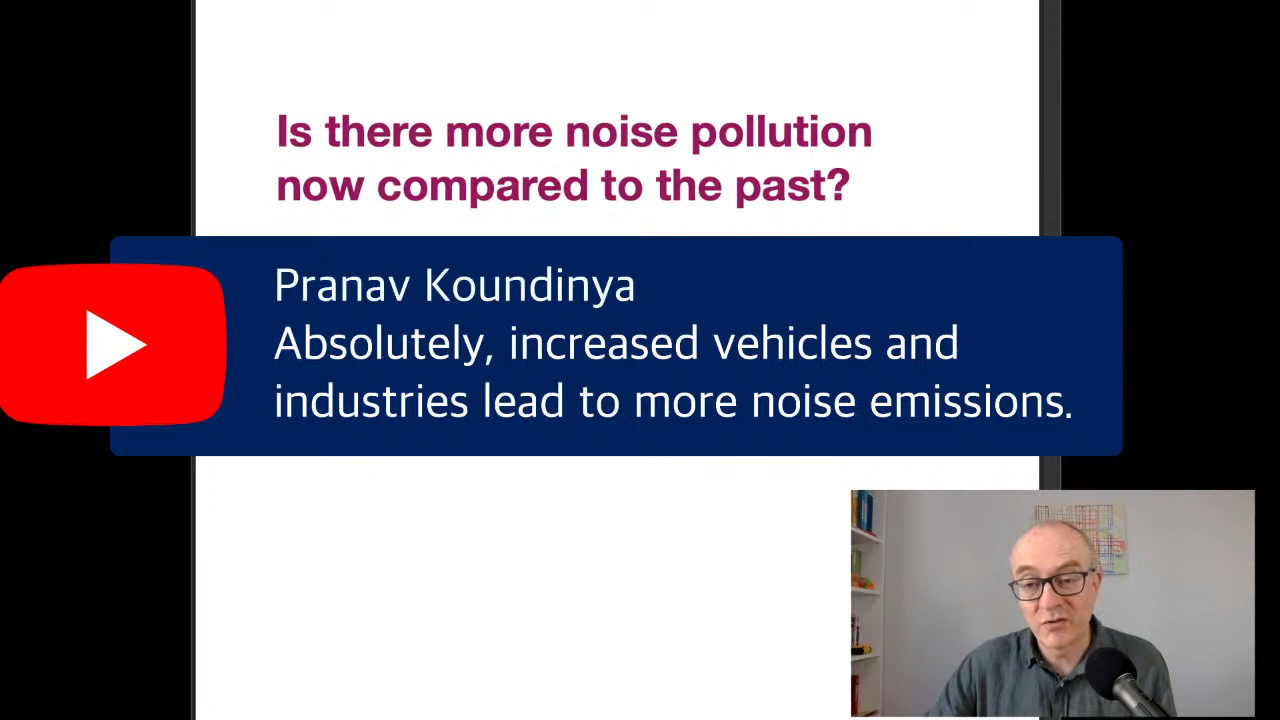 Is there more noise pollution
now compared to the past?
Pranav Koundinya
Absolutely, increased vehicles and
industries lead to more noise emissions.